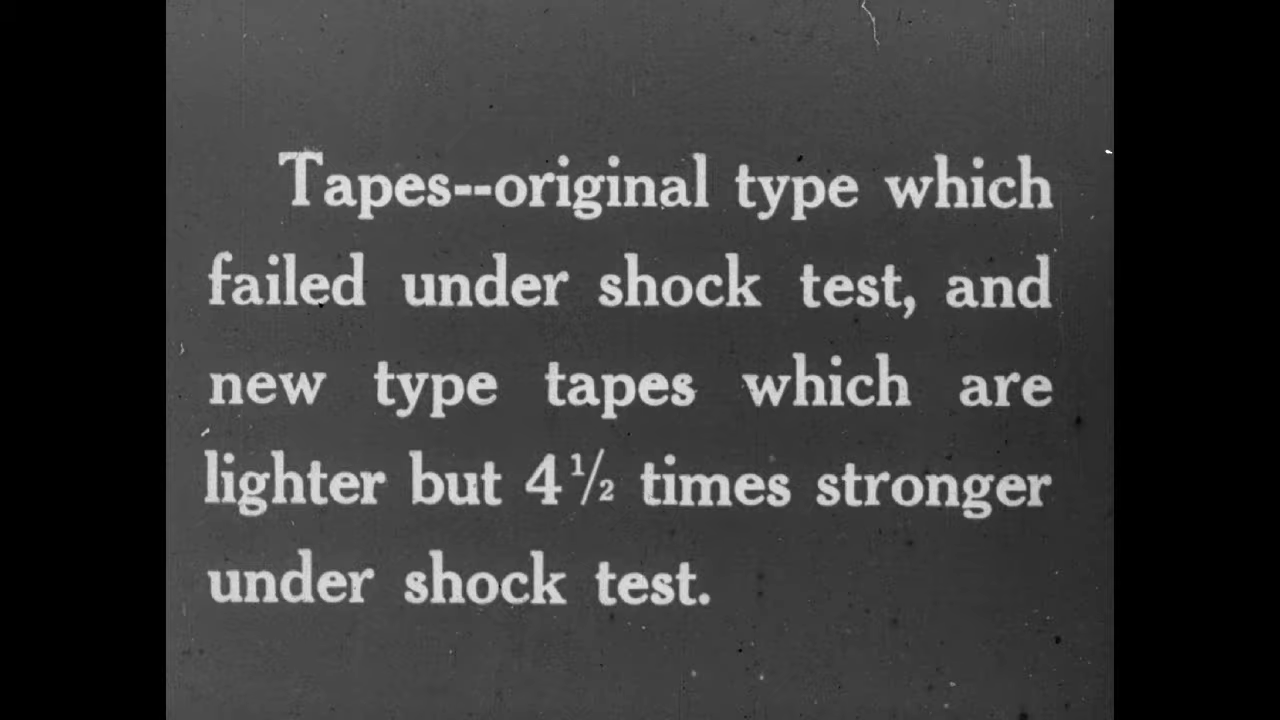 Tapes--original type which
failed under shock test, and
new type tapes which are
lighter but 4½ times stronger
under shock test.